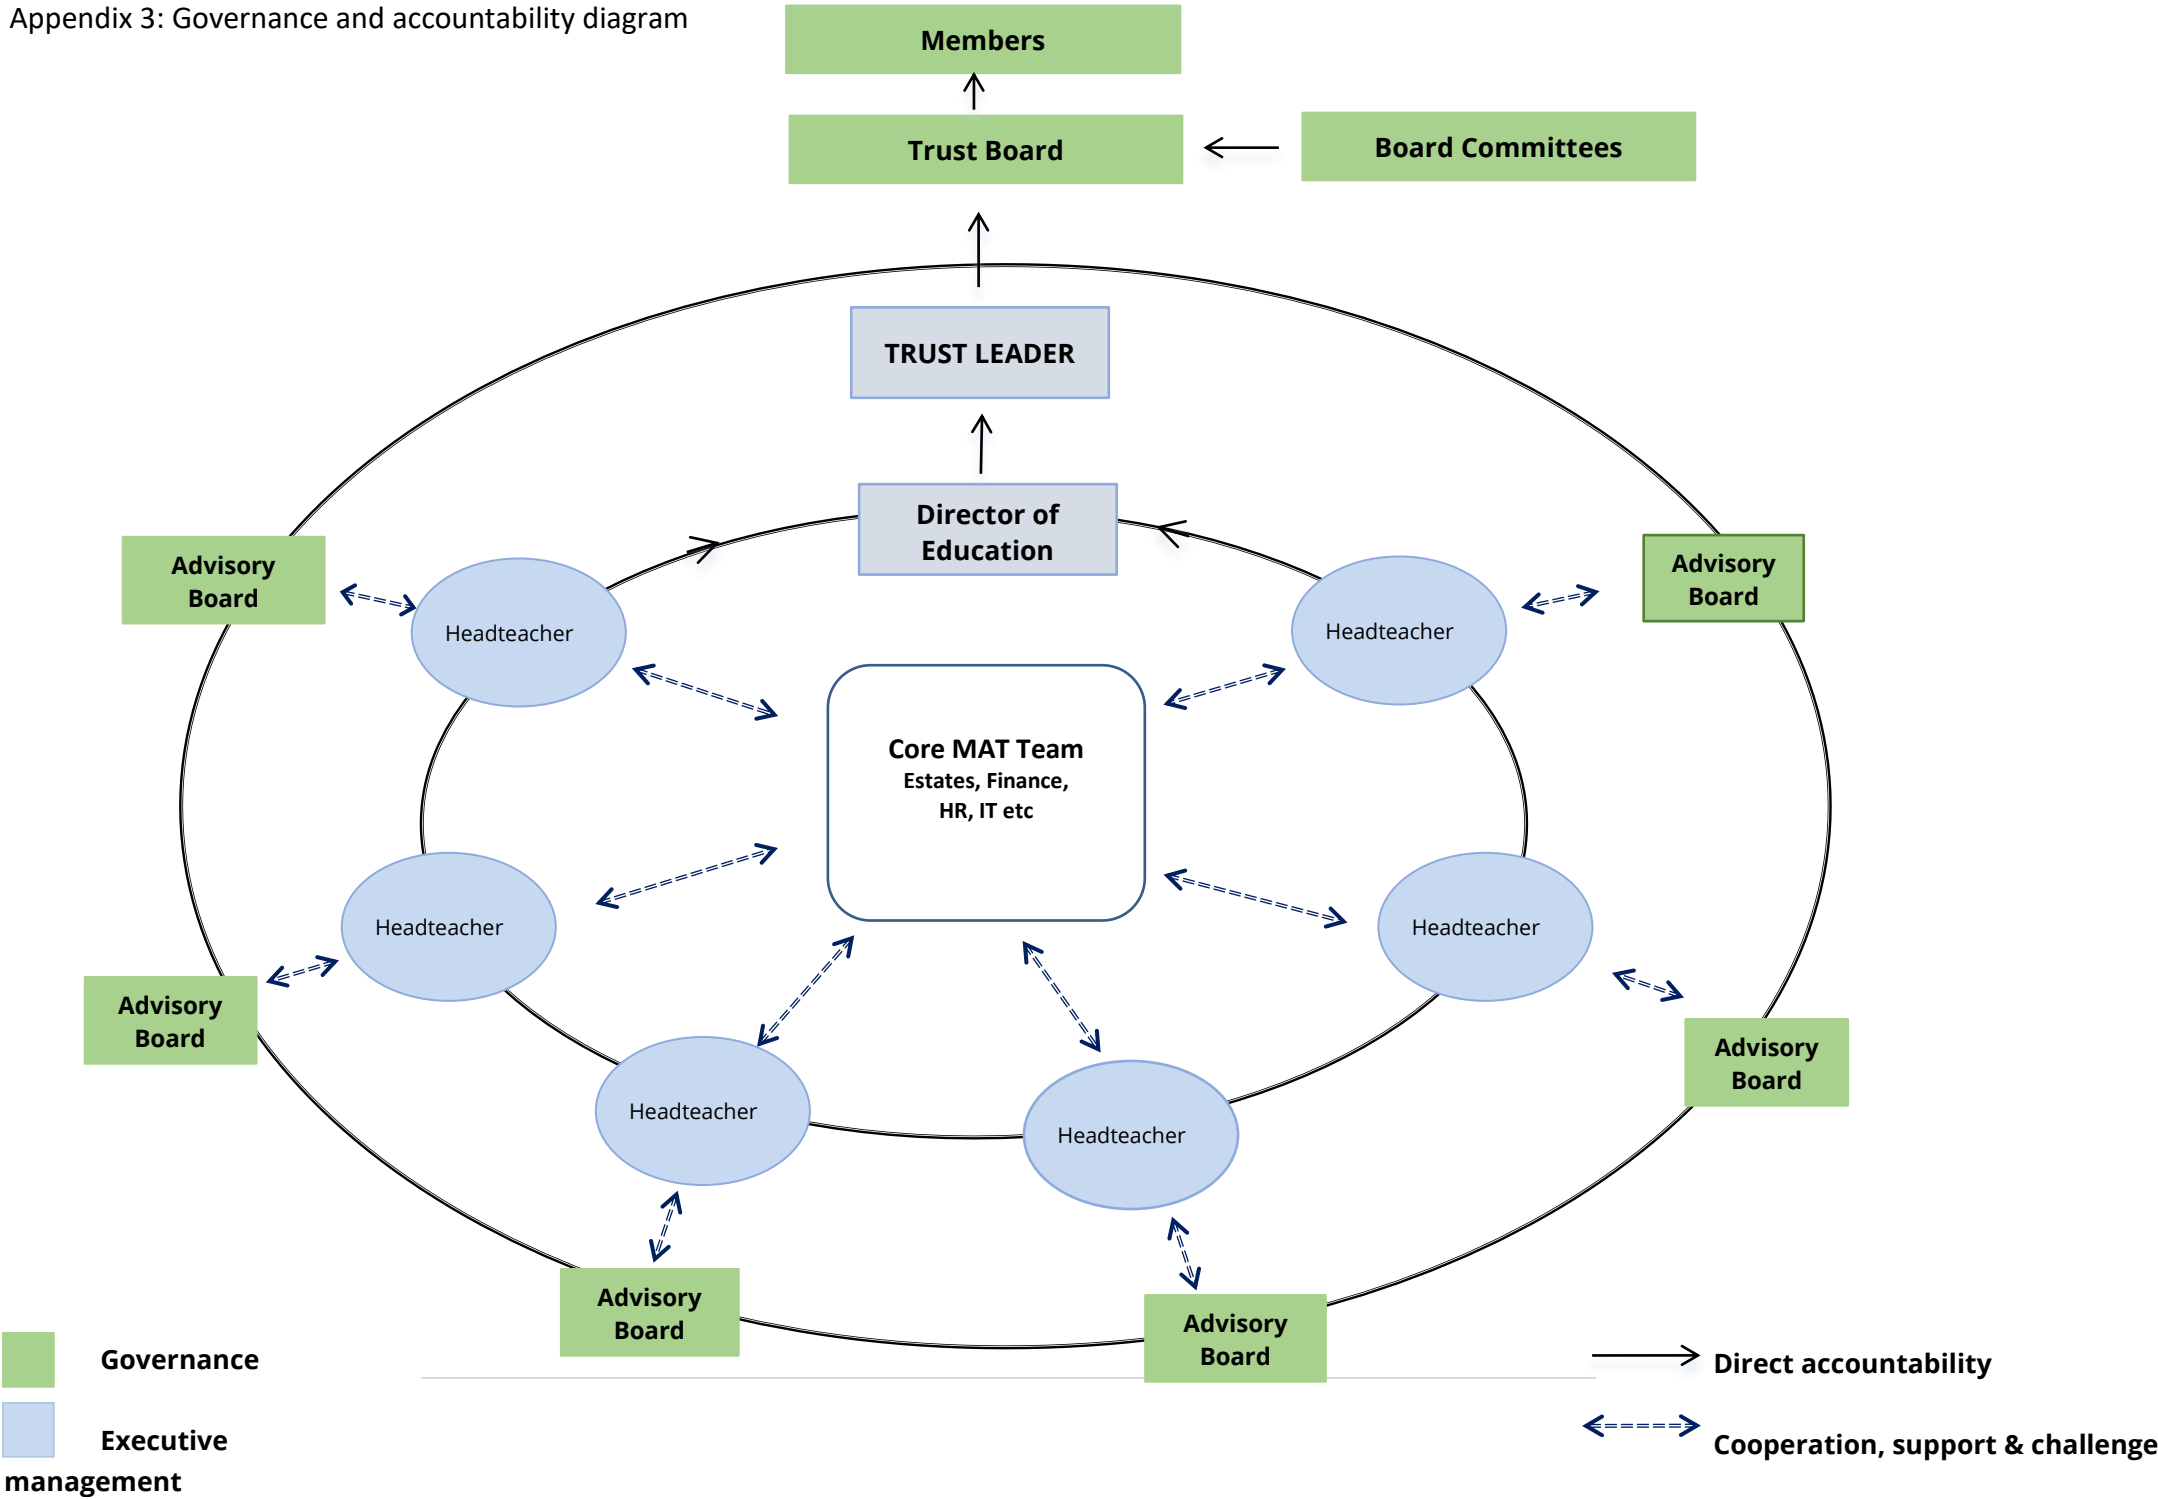 Appendix 3: Governance and accountability diagram
Members
Trust Board
Board Committees
TRUST LEADER
Director of
Education
Advisory
Board
Headteacher
Headteacher
Advisory
Board
Core MAT Team
Estates, Finance,
HR, IT etc
Headteacher
Headteacher
Advisory
Board
Advisory
Board
Headteacher
Headteacher
Advisory
Board
Advisory
Board
Governance
Direct accountability
Executive
management
Cooperation, support & challenge